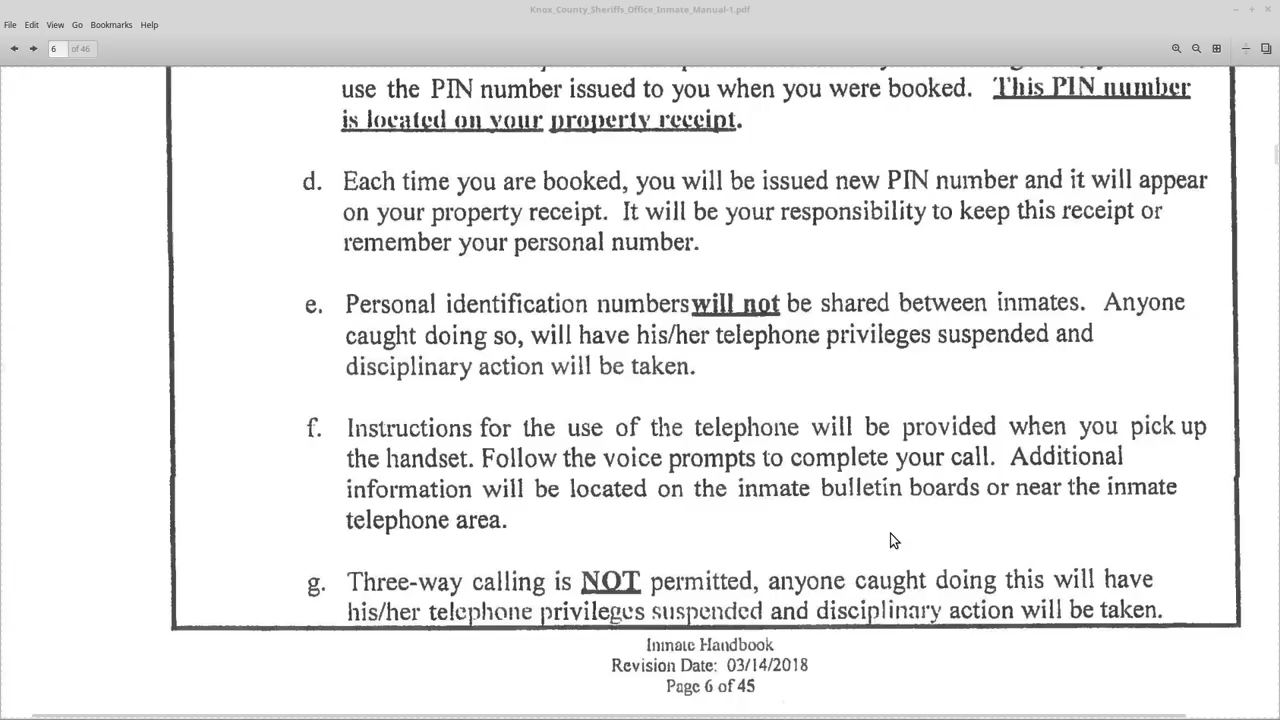 Knox_County_Sheriffs_Office_Inmate_Manual-1.pdf
File Edit View Go Bookmarks Help
6 of 46
use the PIN number issued to you when you were booked. This PIN number
is located on your property receipt.
d. Each time you are booked, you will be issued new PIN number and it will appear
on your property receipt. It will be your responsibility to keep this receipt or
remember your personal number.
e. Personal identification numbers will not be shared between inmates. Anyone
caught doing so, will have his/her telephone privileges suspended and
disciplinary action will be taken.
f. Instructions for the use of the telephone will be provided when you pick up
the handset. Follow the voice prompts to complete your call. Additional
information will be located on the inmate bulletin boards or near the inmate
telephone area.
g. Three-way calling is NOT permitted, anyone caught doing this will have
his/her telephone privileges suspended and disciplinary action will be taken.
Inmate Handbook
Revision Date: 03/14/2018
Page 6 of 45